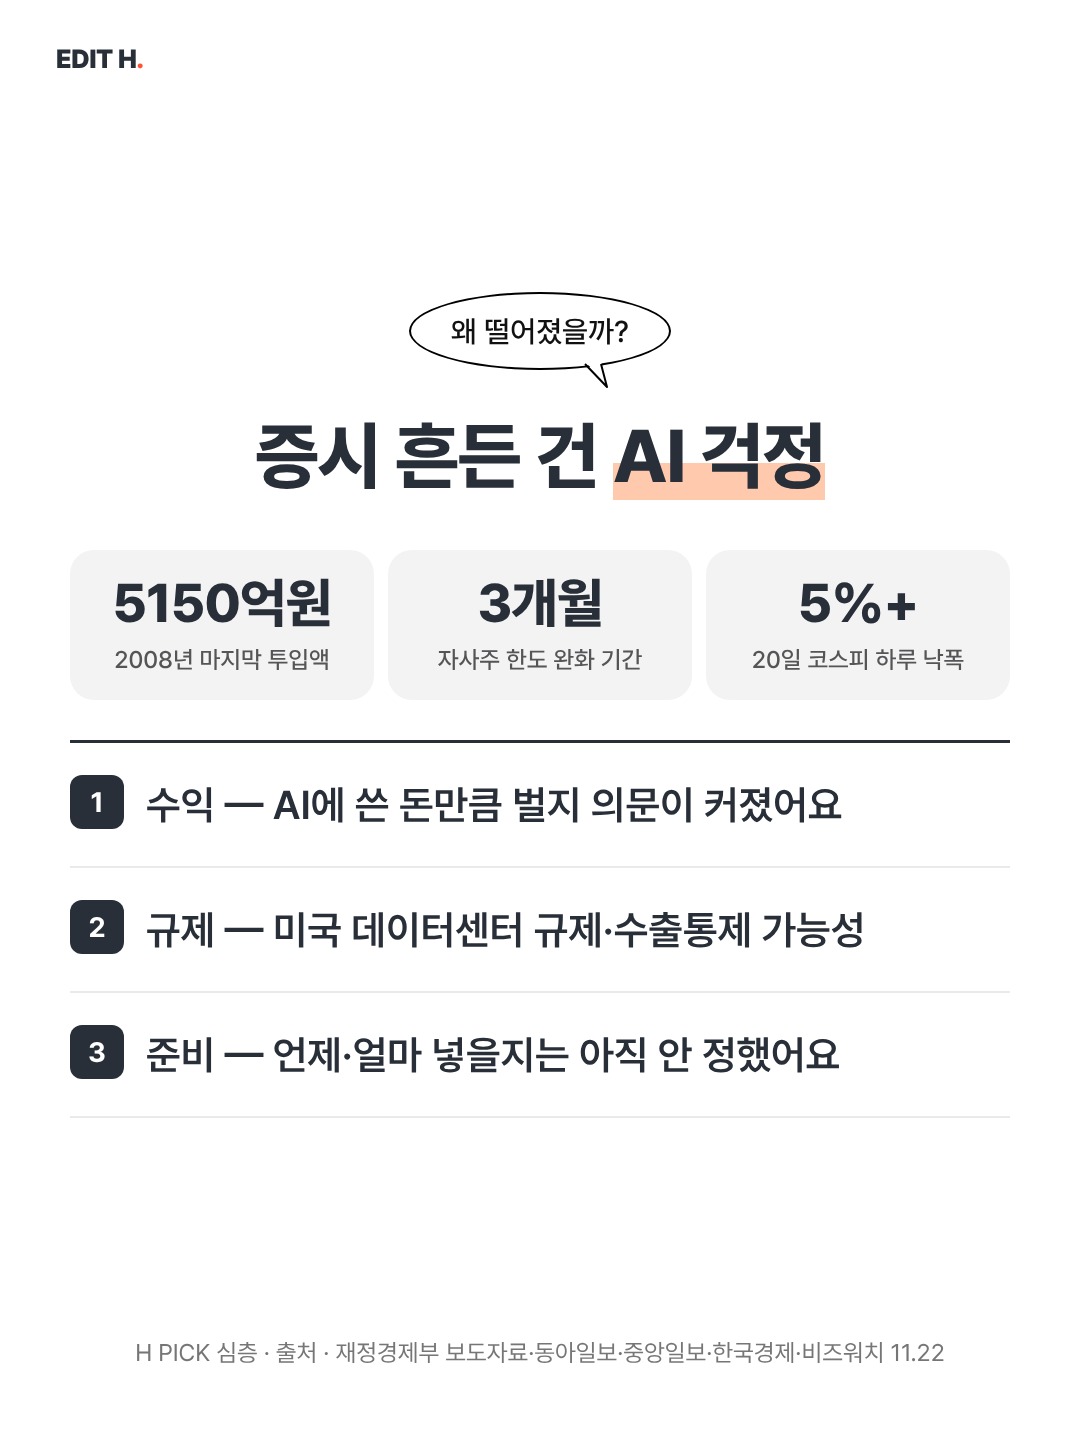 EDIT H.
왜 떨어졌을까?
증시 흔든 건 AI 걱정
5150억원
2008년 마지막 투입액
3개월
자사주 한도 완화 기간
5%+
20일 코스피 하루 낙폭
1 수익 — AI에 쓴 돈만큼 벌지 의문이 커졌어요
2 규제 — 미국 데이터센터 규제·수출통제 가능성
3 준비 — 언제·얼마 넣을지는 아직 안 정했어요
H PICK 심층 · 출처 · 재정경제부 보도자료·동아일보·중앙일보·한국경제·비즈워치 11.22